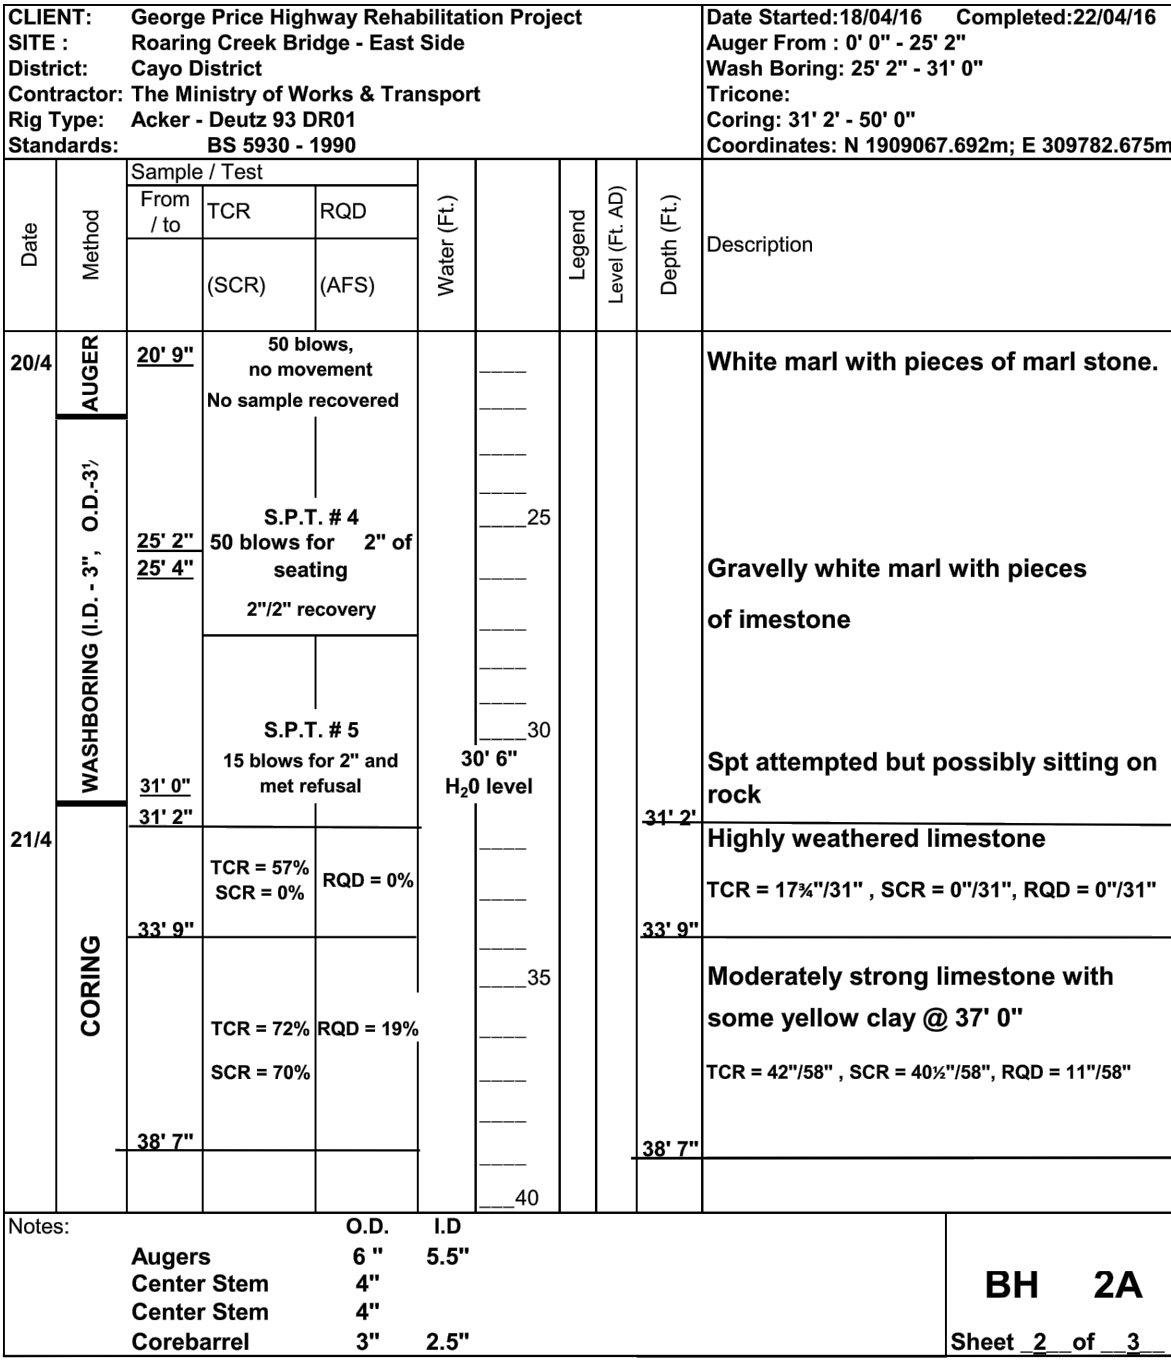 CLIENT: George Price Highway Rehabilitation Project
SITE : Roaring Creek Bridge - East Side
District: Cayo District
Contractor: The Ministry of Works & Transport
Rig Type: Acker - Deutz 93 DR01
Standards: BS 5930 - 1990
Date Started:18/04/16 Completed:22/04/16
Auger From : 0' 0" - 25' 2"
Wash Boring: 25' 2" - 31' 0"
Tricone:
Coring: 31' 2' - 50' 0"
Coordinates: N 1909067.692m; E 309782.675m
Date
Method
Sample / Test
From
/ to
TCR
RQD
(SCR)
(AFS)
Water (Ft.)
Legend
Level (Ft. AD)
Depth (Ft.)
Description
20/4
AUGER
20' 9"
50 blows,
no movement
No sample recovered
White marl with pieces of marl stone.
WASHBORING (I.D. - 3", O.D.-3½
S.P.T. # 4
____25
25' 2"
50 blows for 2" of
25' 4"
seating
2"/2" recovery
Gravelly white marl with pieces
of imestone
S.P.T. # 5
____30
15 blows for 2" and
met refusal
30' 6"
H₂0 level
31' 0"
Spt attempted but possibly sitting on
rock
31' 2"
31' 2'
21/4
CORING
Highly weathered limestone
TCR = 57%
SCR = 0%
RQD = 0%
TCR = 17¾"/31" , SCR = 0"/31", RQD = 0"/31"
33' 9"
33' 9"
____35
Moderately strong limestone with
some yellow clay @ 37' 0"
TCR = 72%
RQD = 19%
SCR = 70%
TCR = 42"/58" , SCR = 40½"/58", RQD = 11"/58"
38' 7"
38' 7"
___40
Notes:
O.D. I.D
Augers 6 " 5.5"
Center Stem 4"
Center Stem 4"
Corebarrel 3" 2.5"
BH 2A
Sheet _2__of __3__